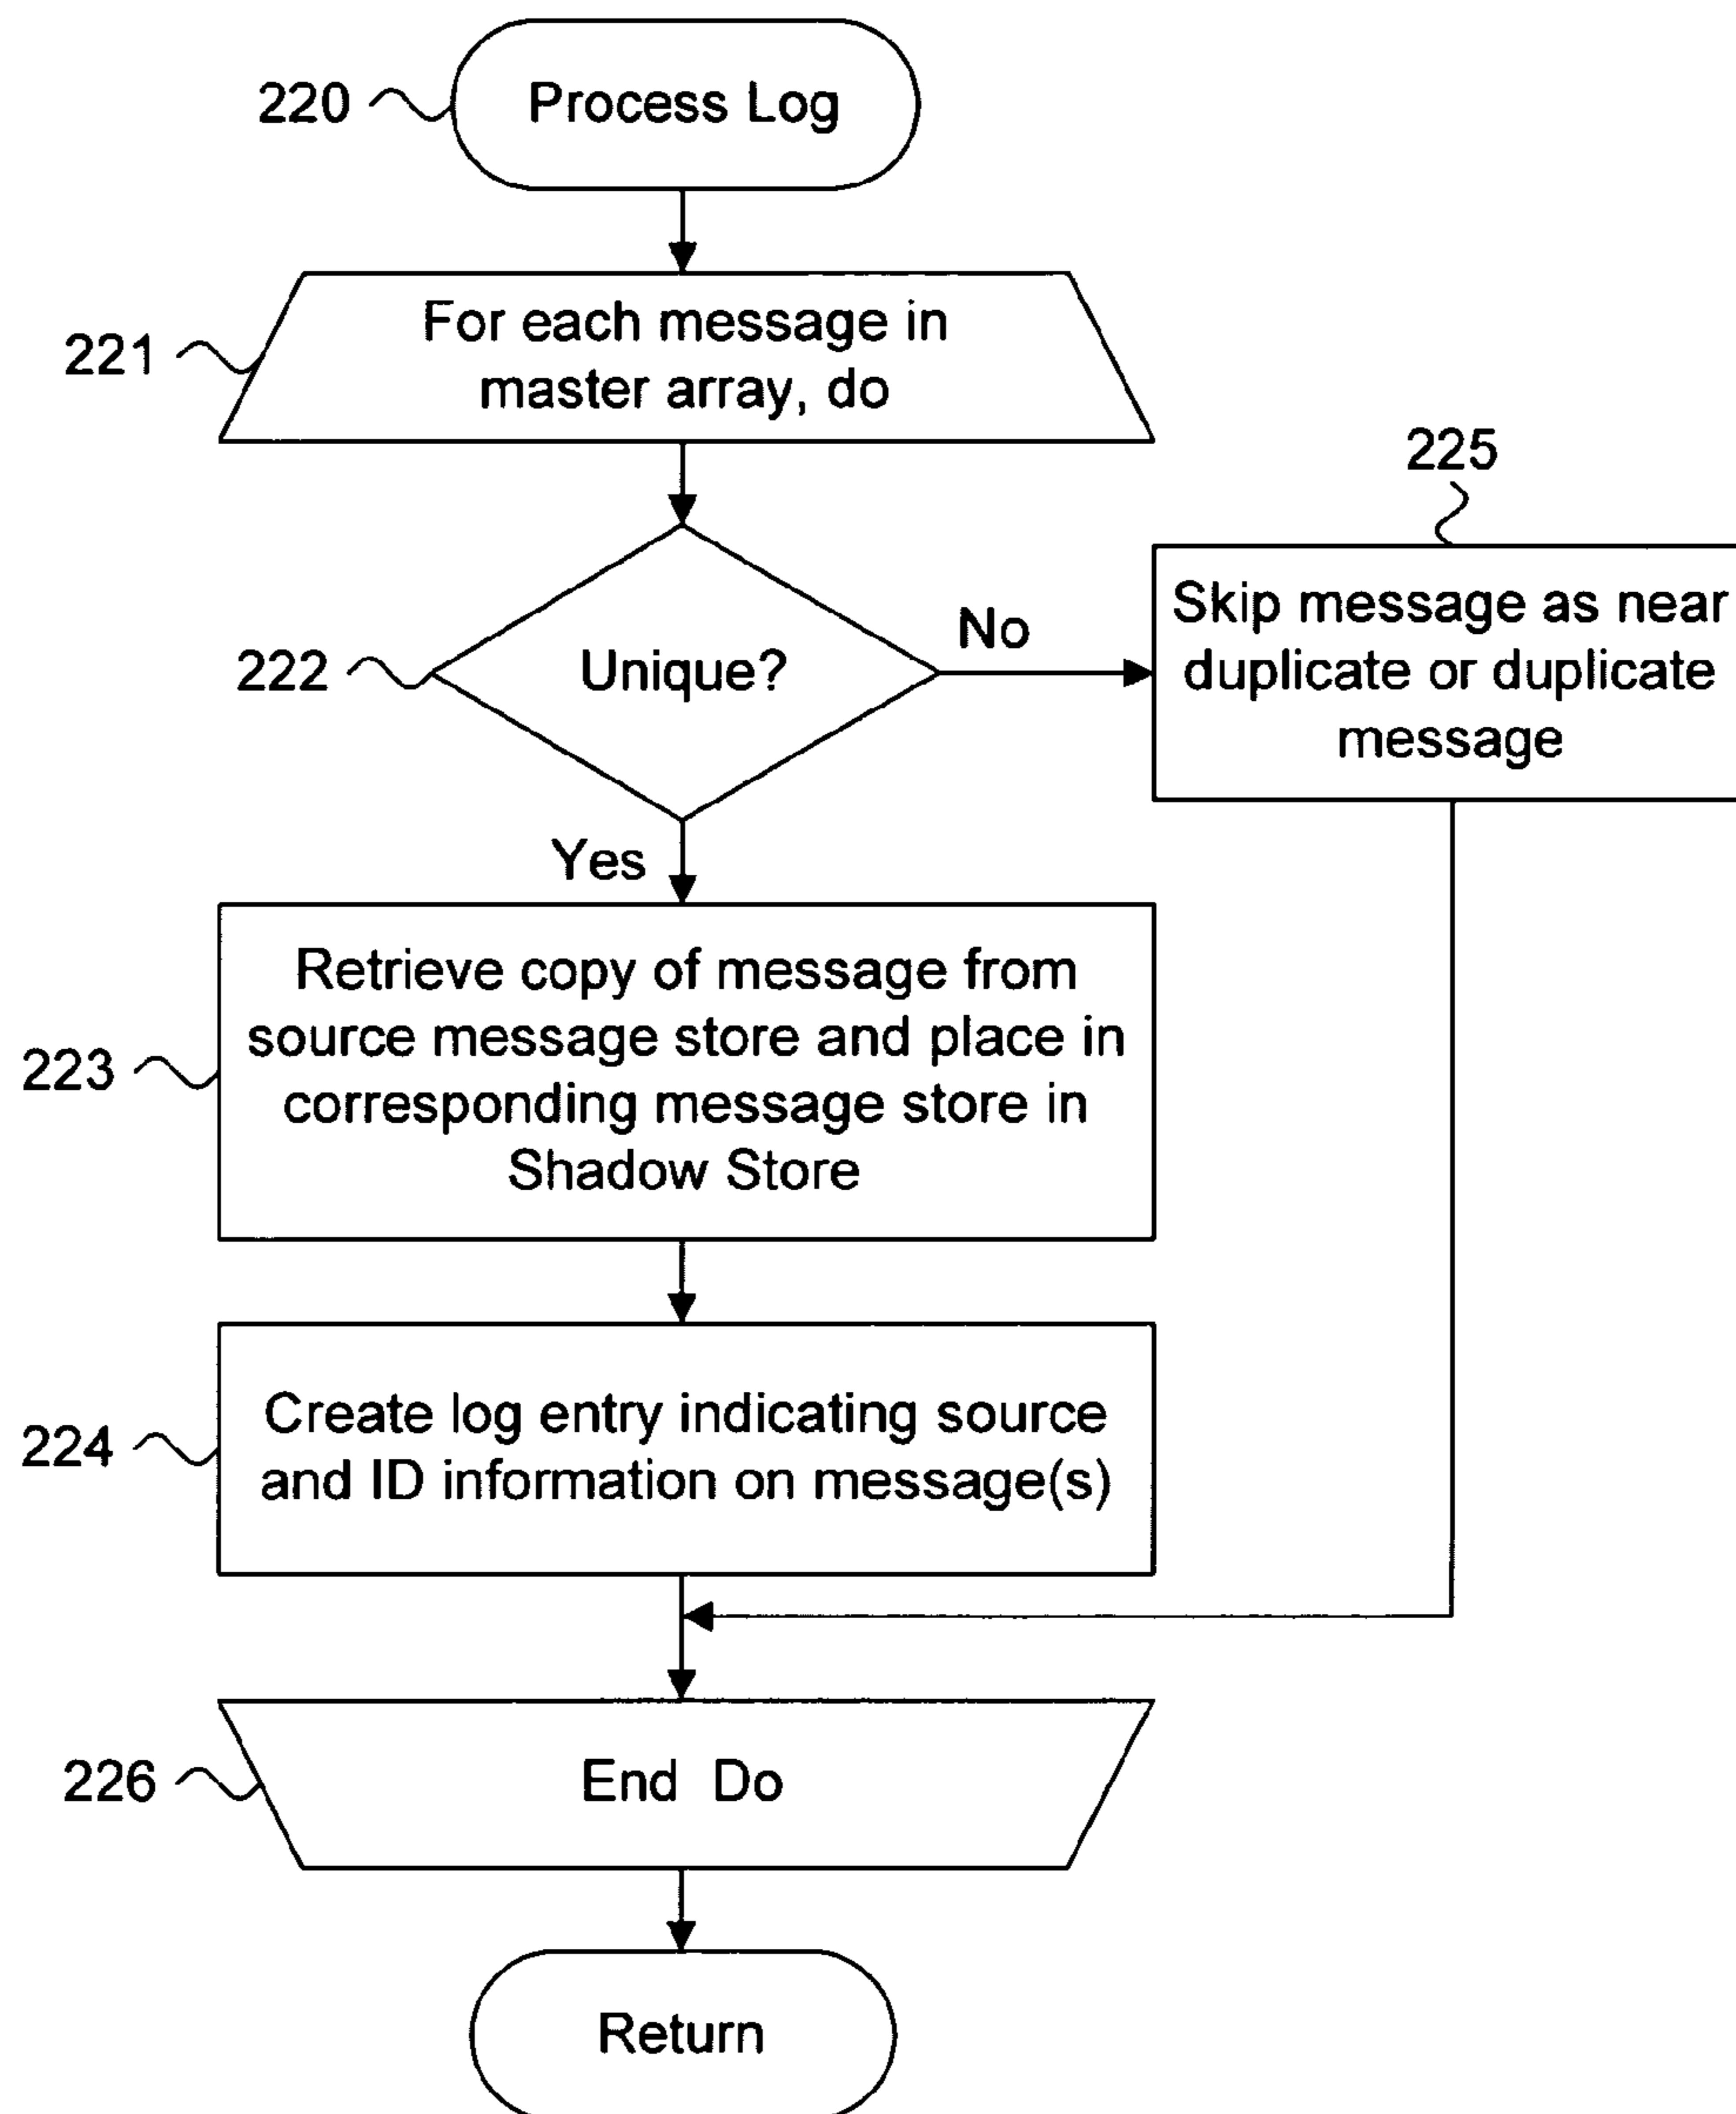 220
Process Log
221
For each message in
master array, do
222
Unique?
No
225
Skip message as near
duplicate or duplicate
message
Yes
223
Retrieve copy of message from
source message store and place in
corresponding message store in
Shadow Store
224
Create log entry indicating source
and ID information on message(s)
226
End Do
Return